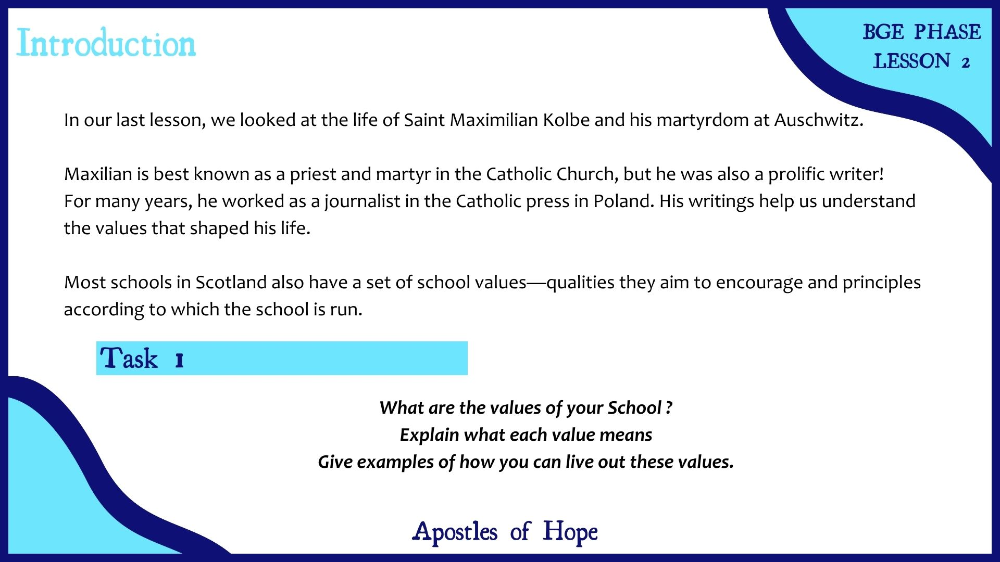 Introduction
BGE PHASE
LESSON 2
In our last lesson, we looked at the life of Saint Maximilian Kolbe and his martyrdom at Auschwitz.
Maxilian is best known as a priest and martyr in the Catholic Church, but he was also a prolific writer!
For many years, he worked as a journalist in the Catholic press in Poland. His writings help us understand
the values that shaped his life.
Most schools in Scotland also have a set of school values—qualities they aim to encourage and principles
according to which the school is run.
Task 1
What are the values of your School ?
Explain what each value means
Give examples of how you can live out these values.
Apostles of Hope